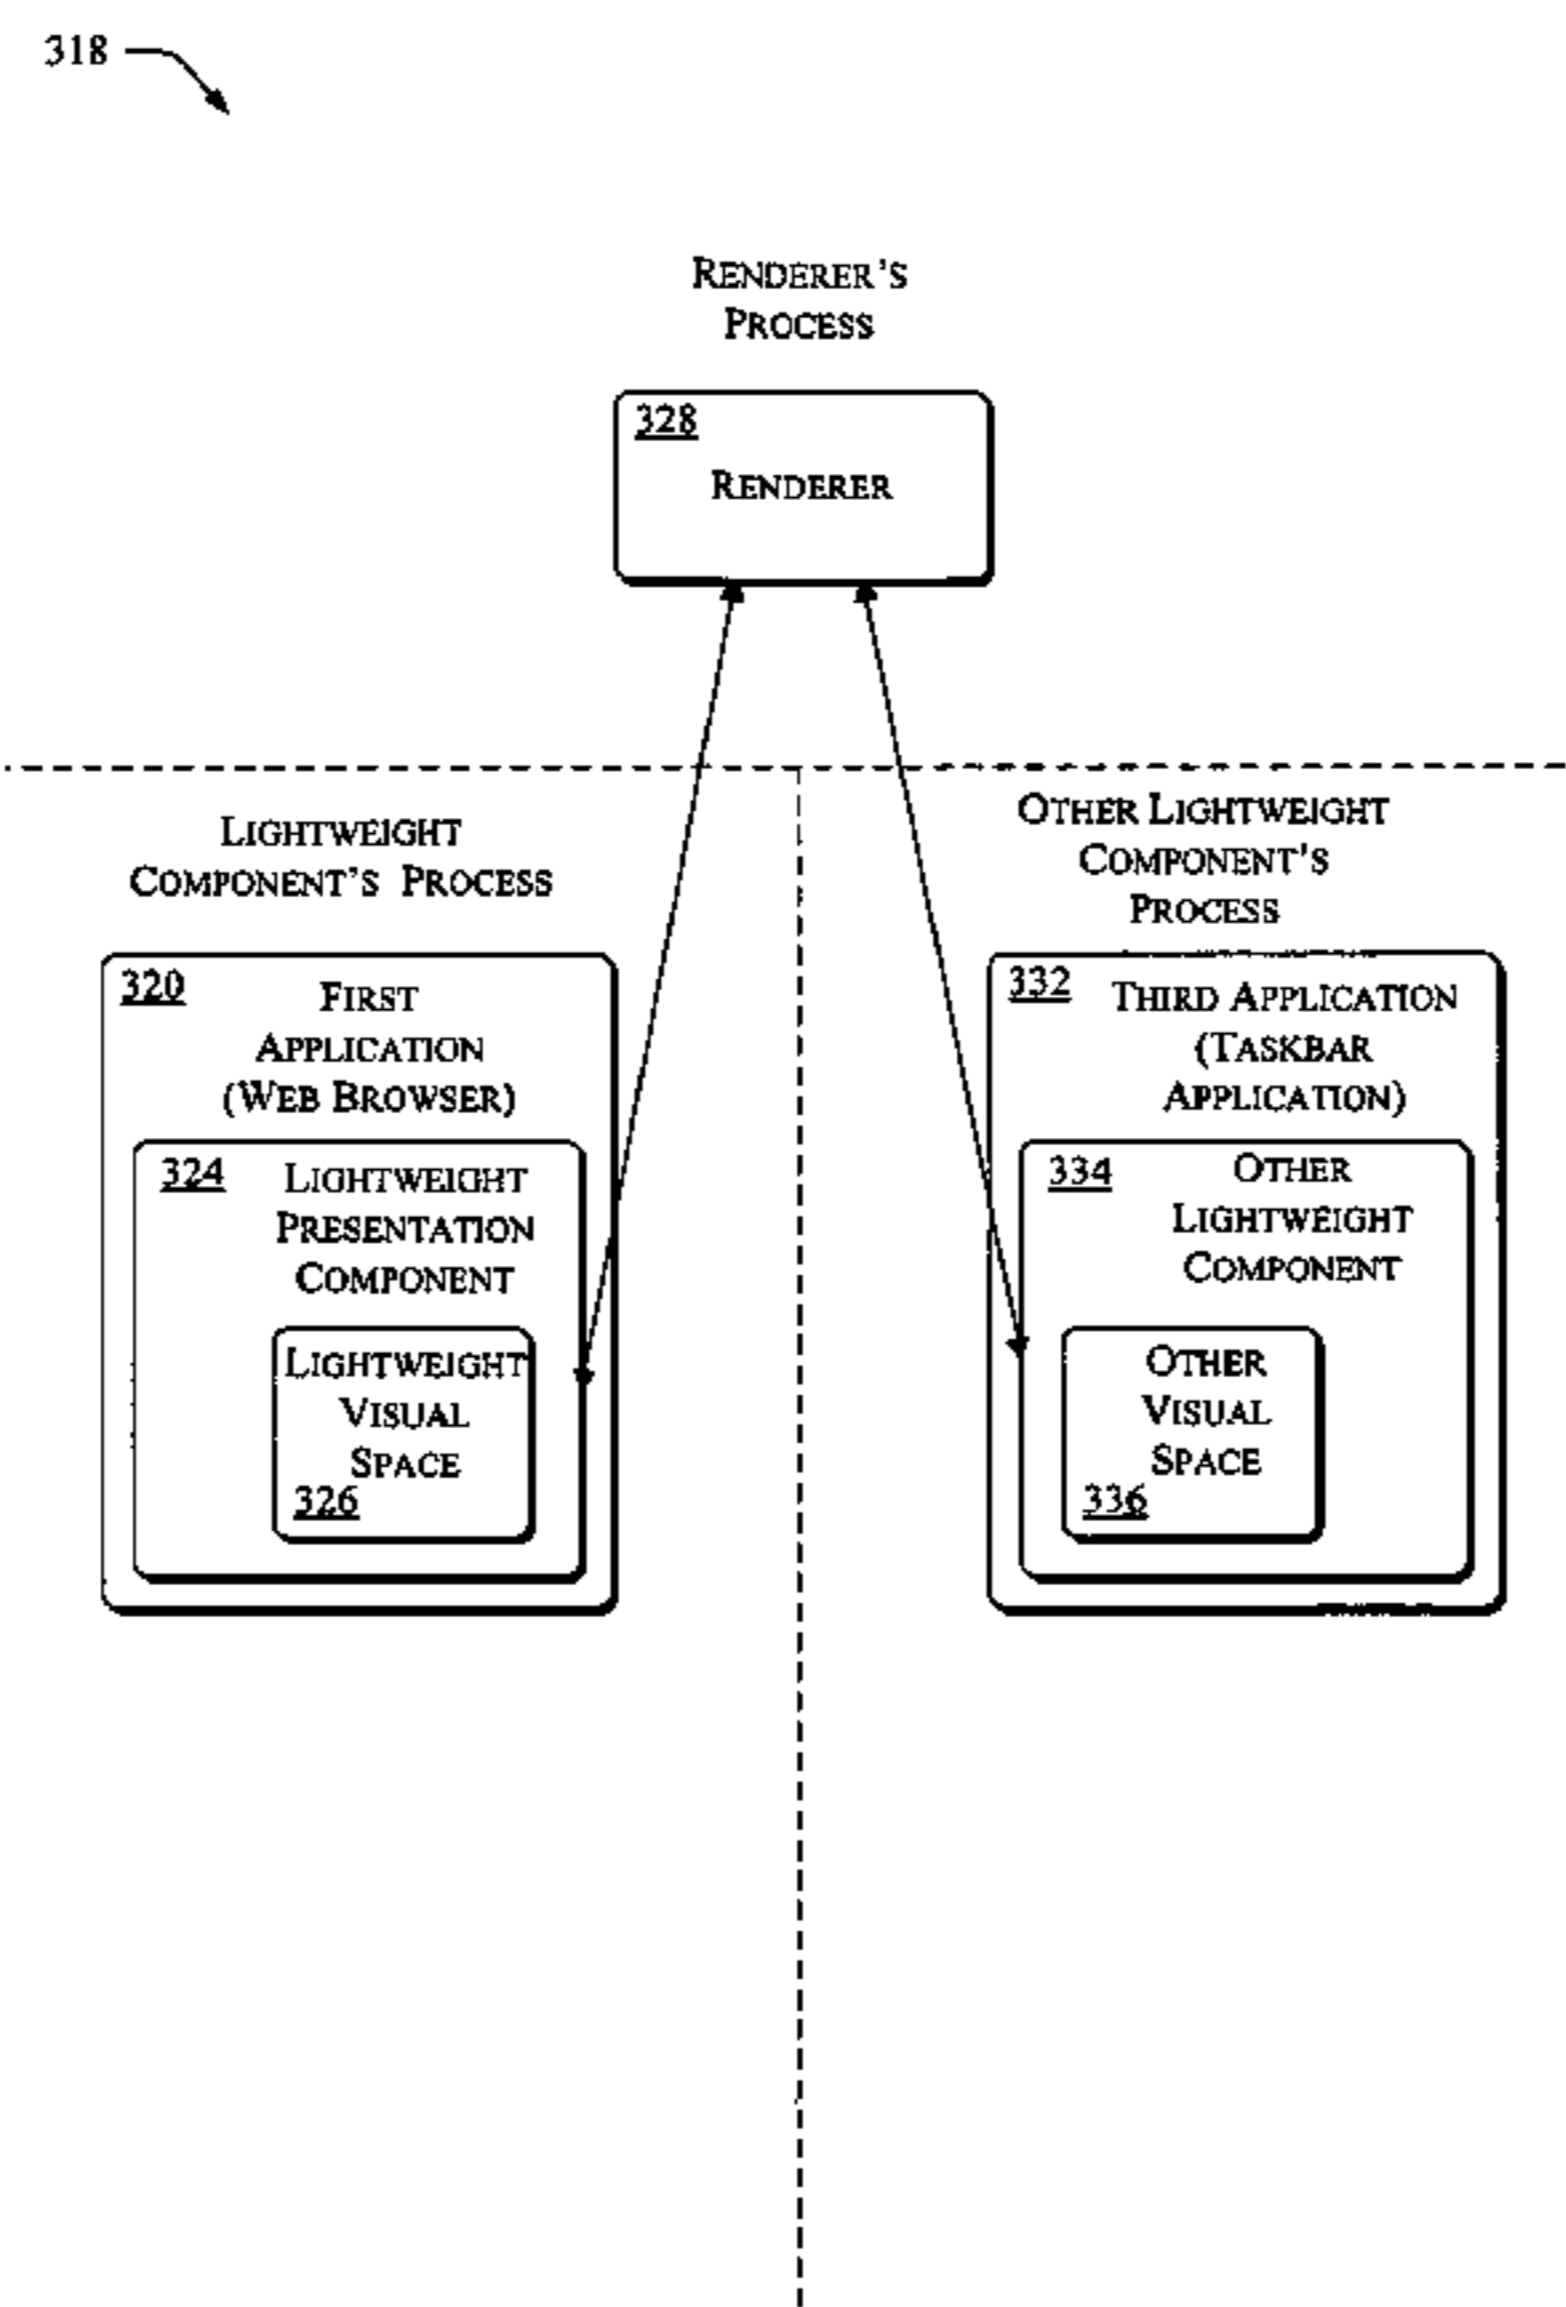 318
RENDERER'S
PROCESS
328
RENDERER
LIGHTWEIGHT
COMPONENT'S PROCESS
320
FIRST
APPLICATION
(WEB BROWSER)
324
LIGHTWEIGHT
PRESENTATION
COMPONENT
LIGHTWEIGHT
VISUAL
SPACE
326
OTHER LIGHTWEIGHT
COMPONENT'S
PROCESS
332
THIRD APPLICATION
(TASKBAR
APPLICATION)
334
OTHER
LIGHTWEIGHT
COMPONENT
OTHER
VISUAL
SPACE
336